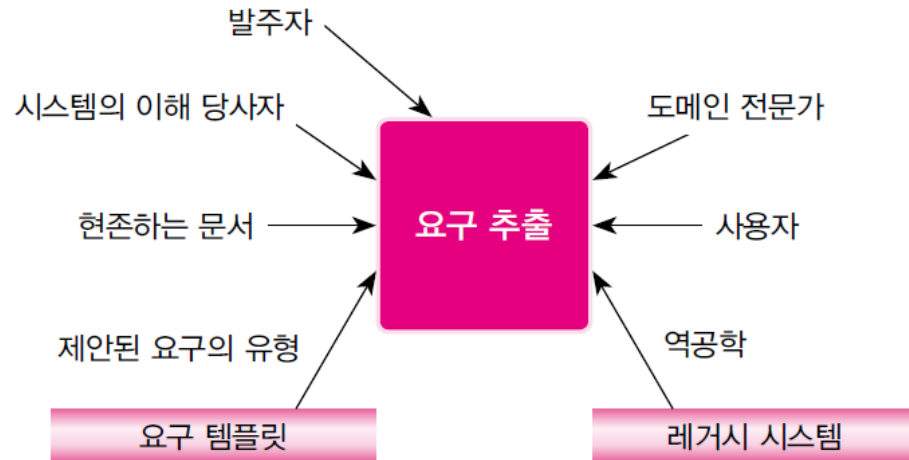 발주자
시스템의 이해 당사자
도메인 전문가
현존하는 문서
요구 추출
사용자
제안된 요구의 유형
역공학
요구 템플릿
레거시 시스템